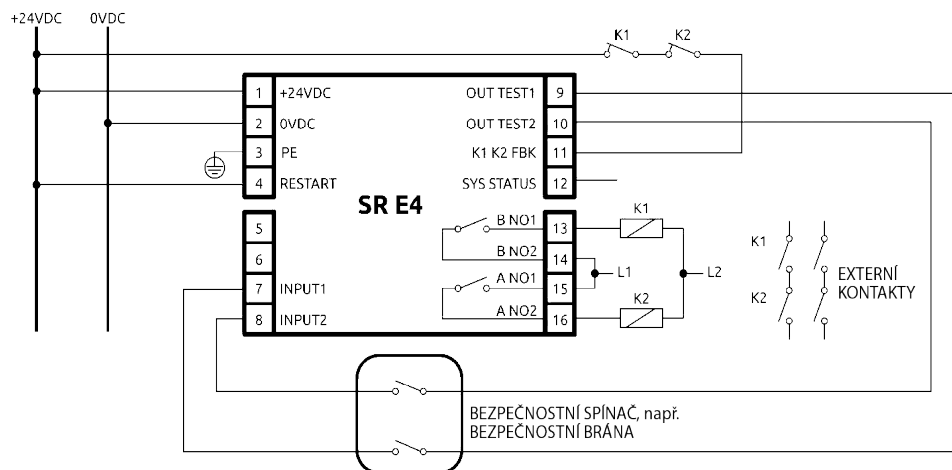 +24VDC 0VDC
K1 K2
1 +24VDC OUT TEST1 9
2 0VDC OUT TEST2 10
3 PE K1 K2 FBK 11
4 RESTART SYS STATUS 12
SR E4
5 B NO1 13 K1
6 B NO2 14
L1 L2
7 INPUT1 A NO1 15
8 INPUT2 A NO2 16 K2
K1
K2
EXTERNÍ
KONTAKTY
BEZPEČNOSTNÍ SPÍNAČ, např.
BEZPEČNOSTNÍ BRÁNA